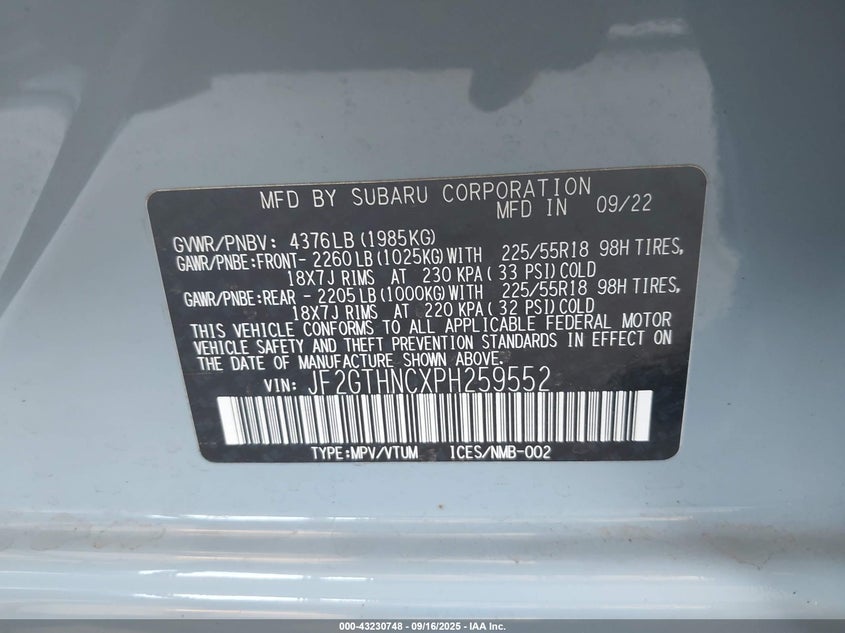 MFD BY SUBARU CORPORATION
MFD IN 09/22
GVWR/PNBV: 4376LB(1985KG)
GAWR/PNBE:FRONT- 2260LB(1025KG)WITH 225/55R18 98H TIRES,
18X7J RIMS AT 230 KPA( 33 PSI)COLD
GAWR/PNBE:REAR - 2205LB(1000KG)WITH 225/55R18 98H TIRES,
18X7J RIMS AT 220 KPA( 32 PSI)COLD
THIS VEHICLE CONFORMS TO ALL APPLICABLE FEDERAL MOTOR
VEHICLE SAFETY AND THEFT PREVENTION STANDARDS IN EFFECT ON
THE DATE OF MANUFACTURE SHOWN ABOVE.
VIN: JF2GTHNCXPH259552
TYPE:MPV/VTUM ICES/NMB-002
000-43230748 - 09/16/2025 - IAA Inc.